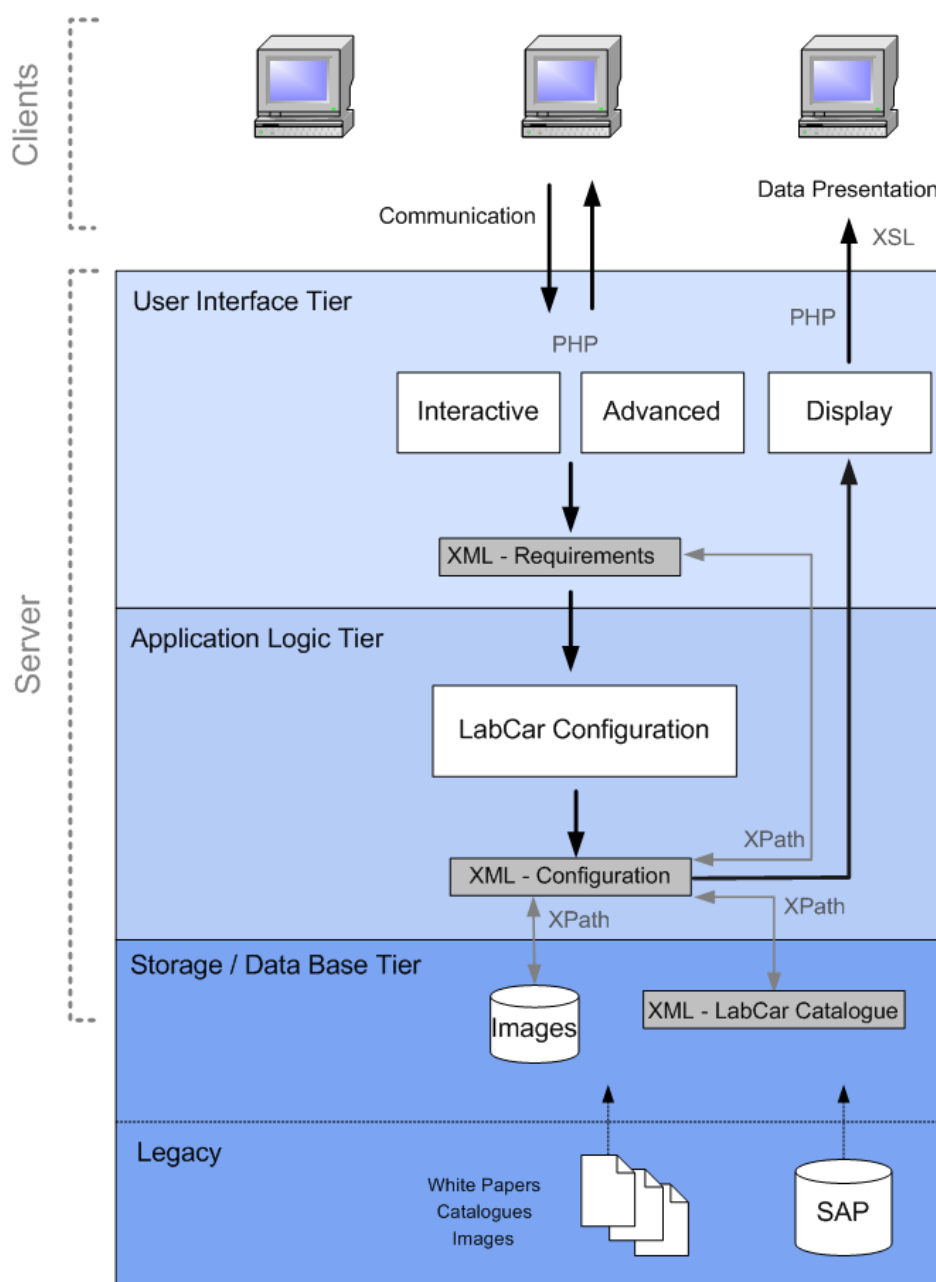 Clients
Data Presentation
Communication
XSL
Server
User Interface Tier
PHP
PHP
Interactive
Advanced
Display
XML - Requirements
Application Logic Tier
LabCar Configuration
XPath
XML - Configuration
XPath
XPath
Storage / Data Base Tier
XML - LabCar Catalogue
Images
Legacy
White Papers
Catalogues
Images
SAP